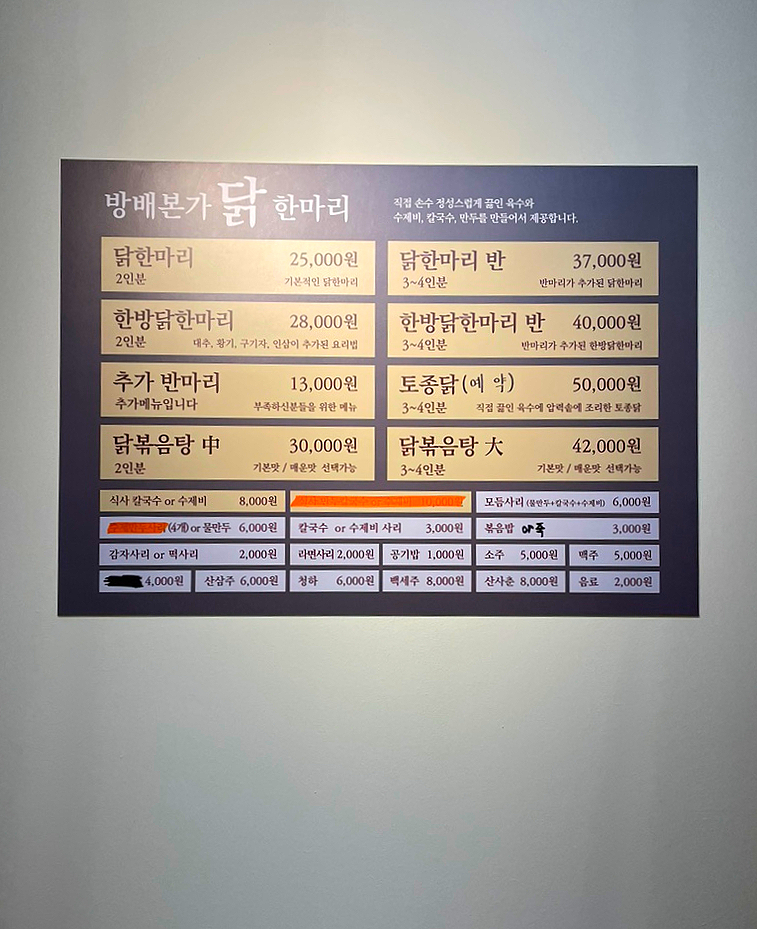 방배본가 닭 한마리
직접 손수 정성스럽게 끓인 육수와
수제비, 칼국수, 만두를 만들어서 제공합니다.
닭한마리 25,000원
2인분 기본적인 닭한마리
닭한마리 반 37,000원
3~4인분 반마리가 추가된 닭한마리
한방닭한마리 28,000원
2인분 대추, 황기, 구기자, 인삼이 추가된 요리법
한방닭한마리 반 40,000원
3~4인분 반마리가 추가된 한방닭한마리
추가 반마리 13,000원
추가메뉴입니다 부족하신분들을 위한 메뉴
토종닭(예 약) 50,000원
3~4인분 직접 끓인 육수에 압력솥에 조리한 토종닭
닭볶음탕 中 30,000원
2인분 기본맛 / 매운맛 선택가능
닭볶음탕 大 42,000원
3~4인분 기본맛 / 매운맛 선택가능
식사 칼국수 or 수제비 8,000원
10,000원
모듬사리 (물만두+칼국수+수제비) 6,000원
(4개) or 물만두 6,000원
칼국수 or 수제비 사리 3,000원
볶음밥 야죽 3,000원
감자사리 or 떡사리 2,000원
라면사리 2,000원
공기밥 1,000원
소주 5,000원
맥주 5,000원
4,000원
산삼주 6,000원
청하 6,000원
백세주 8,000원
산사춘 8,000원
음료 2,000원